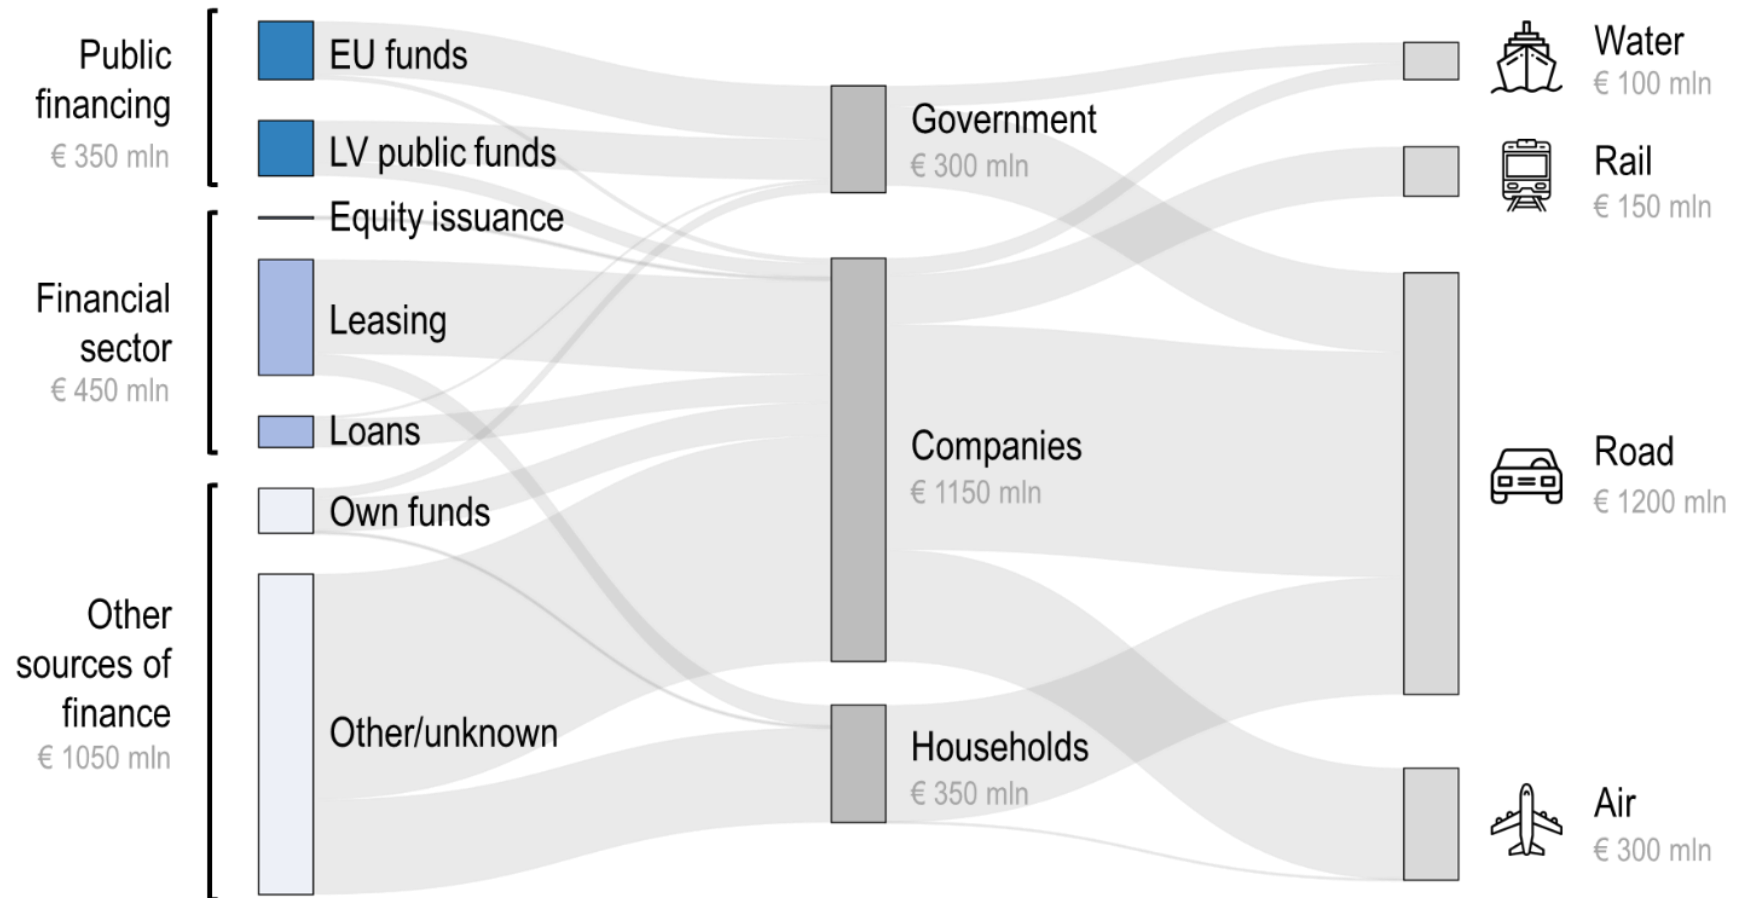 Public
financing
€ 350 mln
Financial
sector
€ 450 mln
Other
sources of
finance
€ 1050 mln
EU funds
LV public funds
Equity issuance
Leasing
Loans
Own funds
Other/unknown
Government
€ 300 mln
Companies
€ 1150 mln
Households
€ 350 mln
Water
€ 100 mln
Rail
€ 150 mln
Road
€ 1200 mln
Air
€ 300 mln